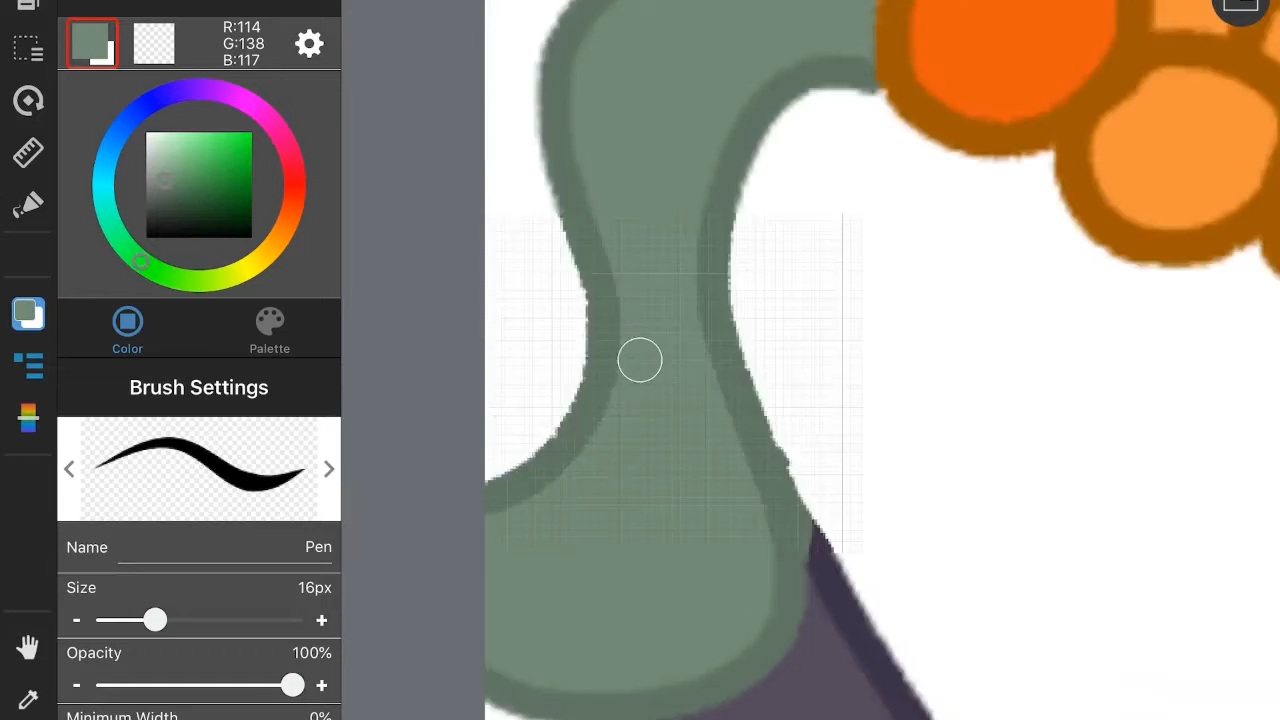 R:114
G:138
B:117
Color
Palette
Brush Settings
Name Pen
Size 16px
- +
Opacity 100%
- +
Minimum Width 0%